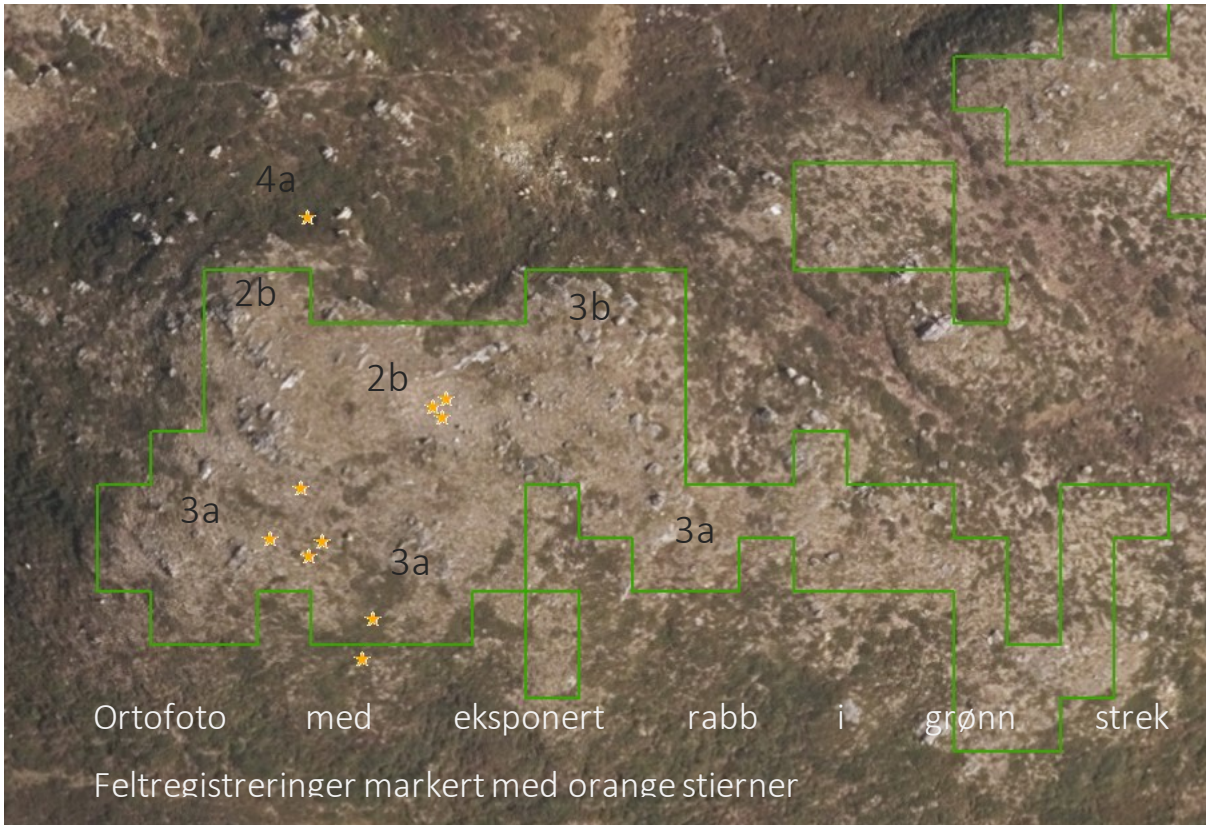 4a
2b
3b
2b
3a
3a
3a
Ortofoto med eksponert rabb i grønn strek
Feltregistreringer markert med orange stjerner